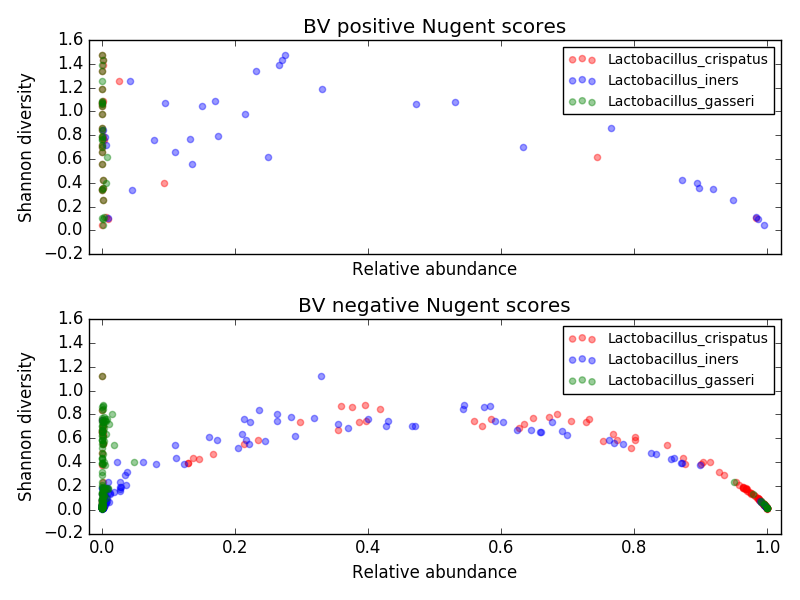 BV positive Nugent scores
1.6
1.4
1.2
1.0
0.8
0.6
0.4
0.2
0.0
−0.2
Shannon diversity
Lactobacillus_crispatus
Lactobacillus_iners
Lactobacillus_gasseri
Relative abundance
BV negative Nugent scores
1.6
1.4
1.2
1.0
0.8
0.6
0.4
0.2
0.0
−0.2
Shannon diversity
Lactobacillus_crispatus
Lactobacillus_iners
Lactobacillus_gasseri
0.0 0.2 0.4 0.6 0.8 1.0
Relative abundance